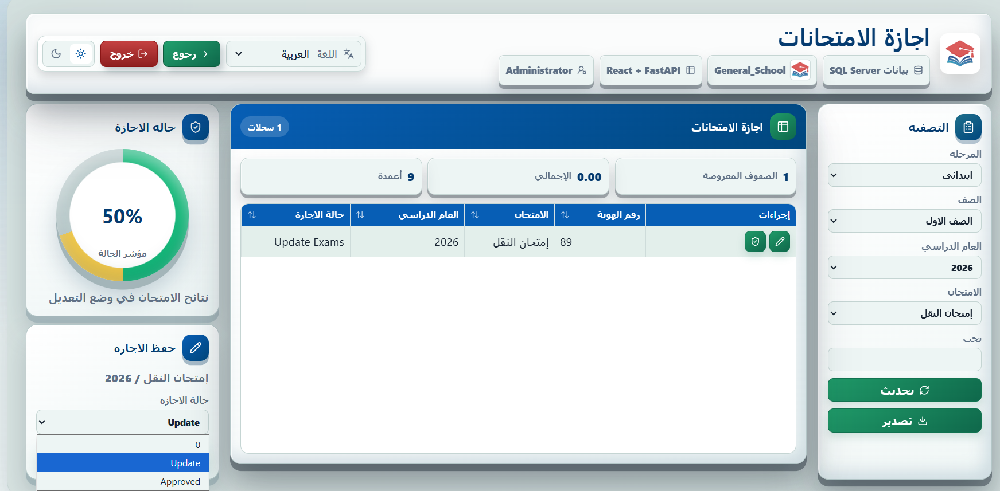 اجازة الامتحانات
بيانات SQL Server
General_School
React + FastAPI
Administrator
اللغة
العربية
رجوع
خروج
التصفية
المرحلة
ابتدائي
الصف
الصف الاول
العام الدراسي
2026
الامتحان
إمتحان النقل
بحث
تحديث
تصدير
اجازة الامتحانات
1 سجلات
1 الصفوف المعروضة
0.00 الإجمالي
9 أعمدة
إجراءات رقم الهوية الامتحان العام الدراسي حالة الاجازة
89 إمتحان النقل 2026 Update Exams
حالة الاجازة
50%
مؤشر الحالة
نتائج الامتحان في وضع التعديل
حفظ الاجازة
إمتحان النقل / 2026
حالة الاجازة
Update
0
Update
Approved